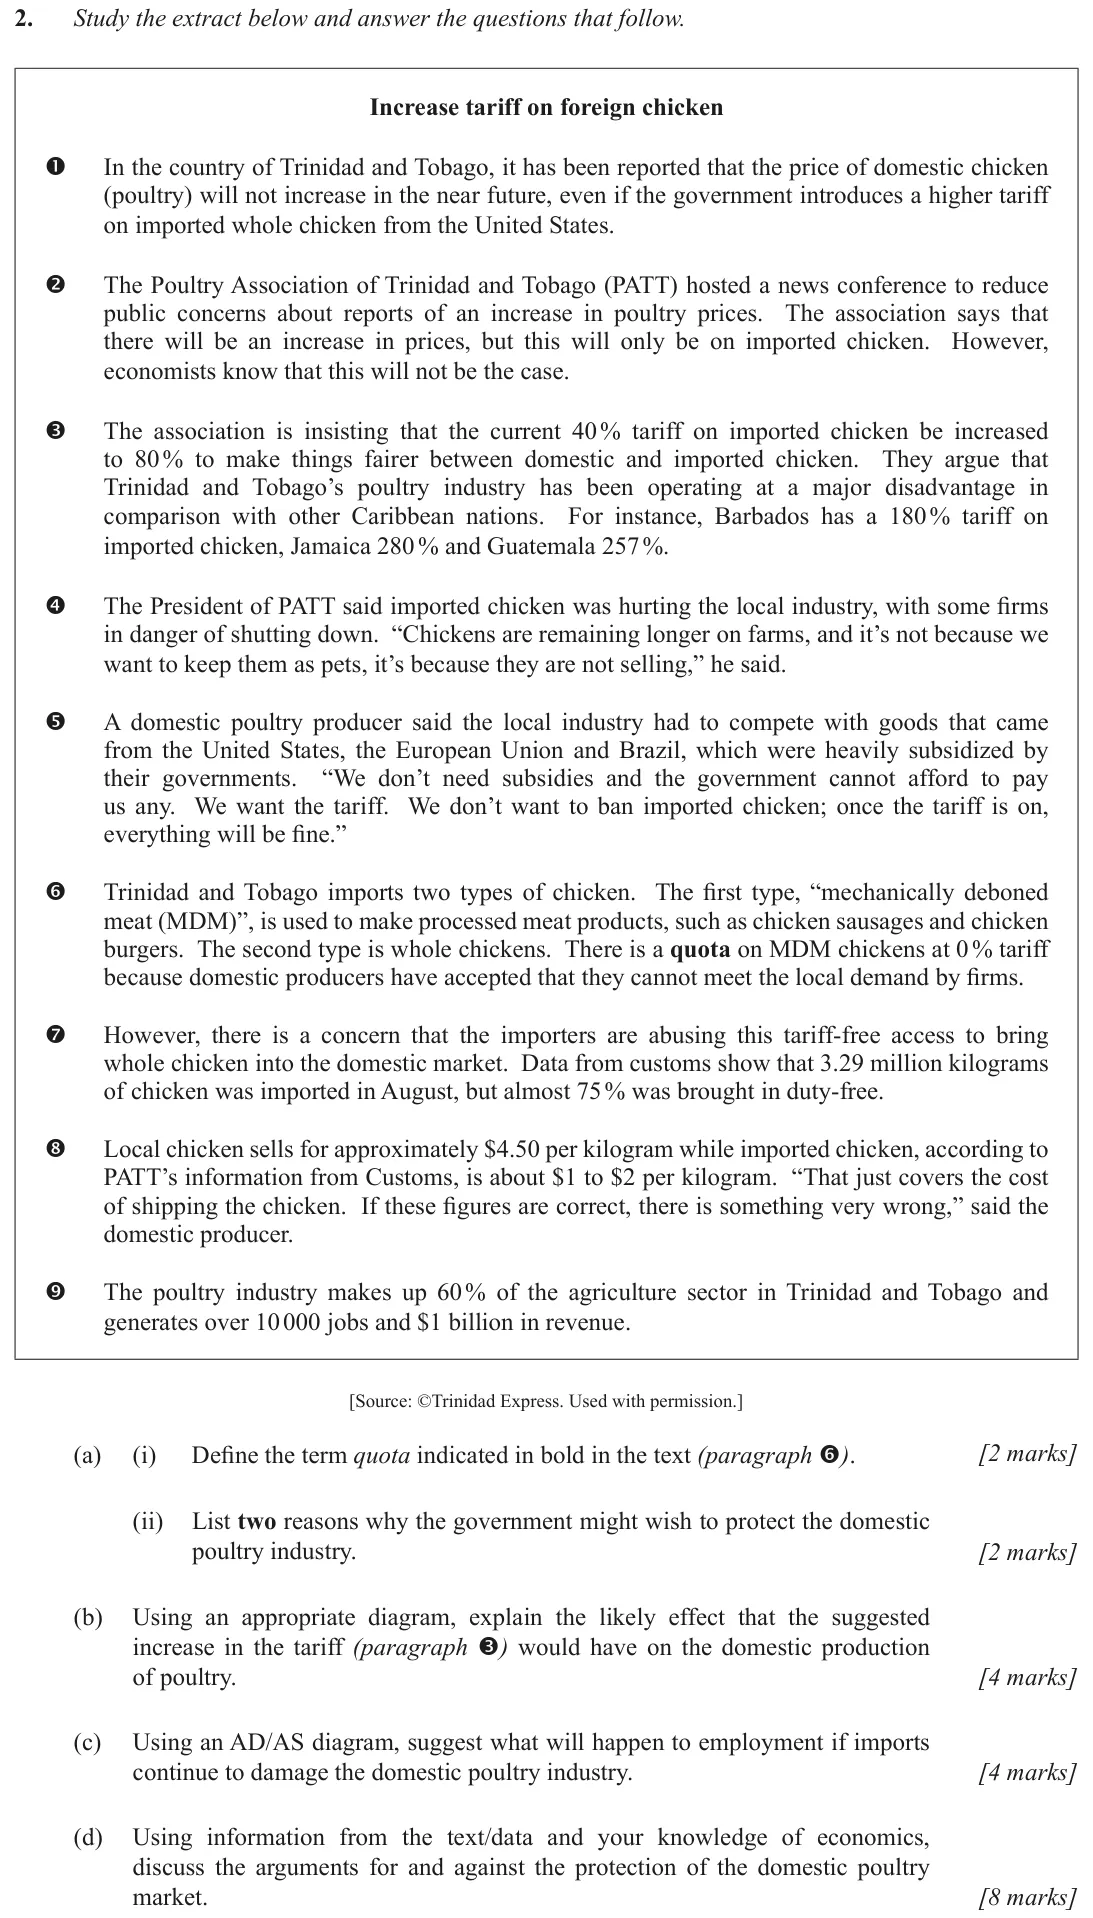 2. Study the extract below and answer the questions that follow.
Increase tariff on foreign chicken
❶ In the country of Trinidad and Tobago, it has been reported that the price of domestic chicken
(poultry) will not increase in the near future, even if the government introduces a higher tariff
on imported whole chicken from the United States.
❷ The Poultry Association of Trinidad and Tobago (PATT) hosted a news conference to reduce
public concerns about reports of an increase in poultry prices. The association says that
there will be an increase in prices, but this will only be on imported chicken. However,
economists know that this will not be the case.
❸ The association is insisting that the current 40 % tariff on imported chicken be increased
to 80 % to make things fairer between domestic and imported chicken. They argue that
Trinidad and Tobago’s poultry industry has been operating at a major disadvantage in
comparison with other Caribbean nations. For instance, Barbados has a 180 % tariff on
imported chicken, Jamaica 280 % and Guatemala 257 %.
❹ The President of PATT said imported chicken was hurting the local industry, with some firms
in danger of shutting down. “Chickens are remaining longer on farms, and it’s not because we
want to keep them as pets, it’s because they are not selling,” he said.
❺ A domestic poultry producer said the local industry had to compete with goods that came
from the United States, the European Union and Brazil, which were heavily subsidized by
their governments. “We don’t need subsidies and the government cannot afford to pay
us any. We want the tariff. We don’t want to ban imported chicken; once the tariff is on,
everything will be fine.”
❻ Trinidad and Tobago imports two types of chicken. The first type, “mechanically deboned
meat (MDM)”, is used to make processed meat products, such as chicken sausages and chicken
burgers. The second type is whole chickens. There is a quota on MDM chickens at 0 % tariff
because domestic producers have accepted that they cannot meet the local demand by firms.
❼ However, there is a concern that the importers are abusing this tariff-free access to bring
whole chicken into the domestic market. Data from customs show that 3.29 million kilograms
of chicken was imported in August, but almost 75 % was brought in duty-free.
❽ Local chicken sells for approximately $4.50 per kilogram while imported chicken, according to
PATT’s information from Customs, is about $1 to $2 per kilogram. “That just covers the cost
of shipping the chicken. If these figures are correct, there is something very wrong,” said the
domestic producer.
❾ The poultry industry makes up 60 % of the agriculture sector in Trinidad and Tobago and
generates over 10 000 jobs and $1 billion in revenue.
[Source: ©Trinidad Express. Used with permission.]
(a) (i) Define the term quota indicated in bold in the text (paragraph ❻). [2 marks]
(ii) List two reasons why the government might wish to protect the domestic
poultry industry. [2 marks]
(b) Using an appropriate diagram, explain the likely effect that the suggested
increase in the tariff (paragraph ❸) would have on the domestic production
of poultry. [4 marks]
(c) Using an AD/AS diagram, suggest what will happen to employment if imports
continue to damage the domestic poultry industry. [4 marks]
(d) Using information from the text/data and your knowledge of economics,
discuss the arguments for and against the protection of the domestic poultry
market. [8 marks]